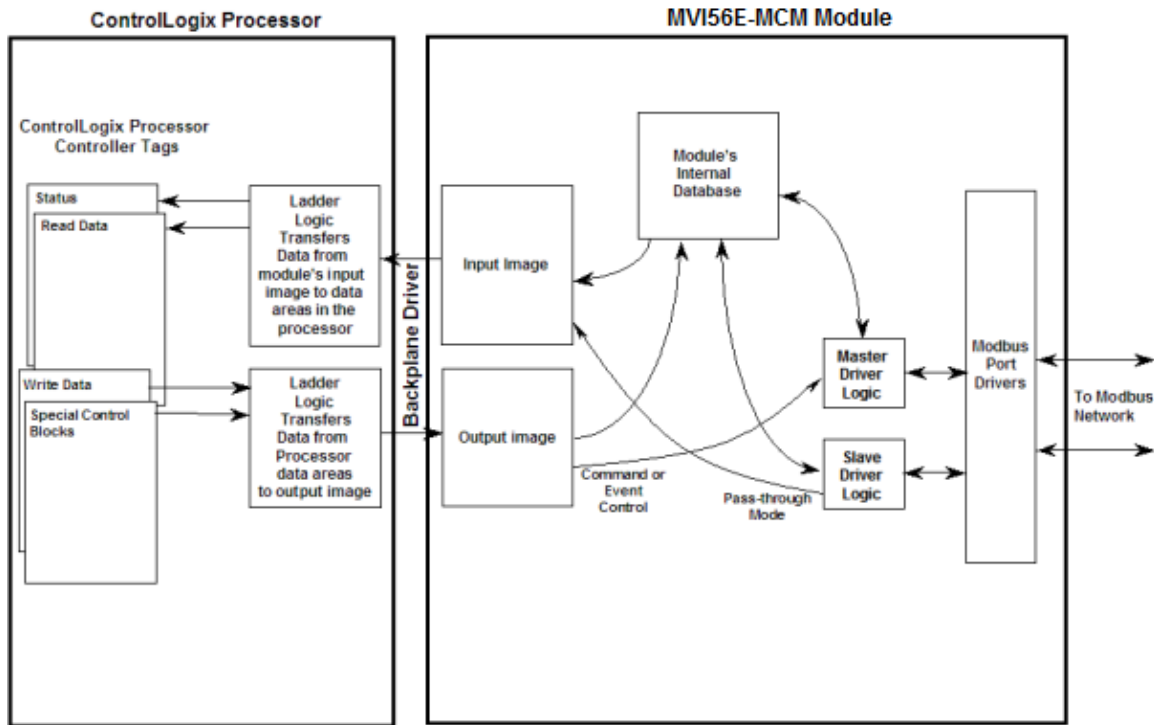 ControlLogix Processor
MVI56E-MCM Module
ControlLogix Processor
Controller Tags
Status
Read Data
Write Data
Special Control
Blocks
Ladder
Logic
Transfers
Data from
module's input
image to data
areas in the
processor
Ladder
Logic
Transfers
Data from
Processor
data areas
to output image
Backplane Driver
Input Image
Output image
Module's
Internal
Database
Command or
Event
Control
Pass-through
Mode
Master
Driver
Logic
Slave
Driver
Logic
Modbus
Port
Drivers
To Modbus
Network